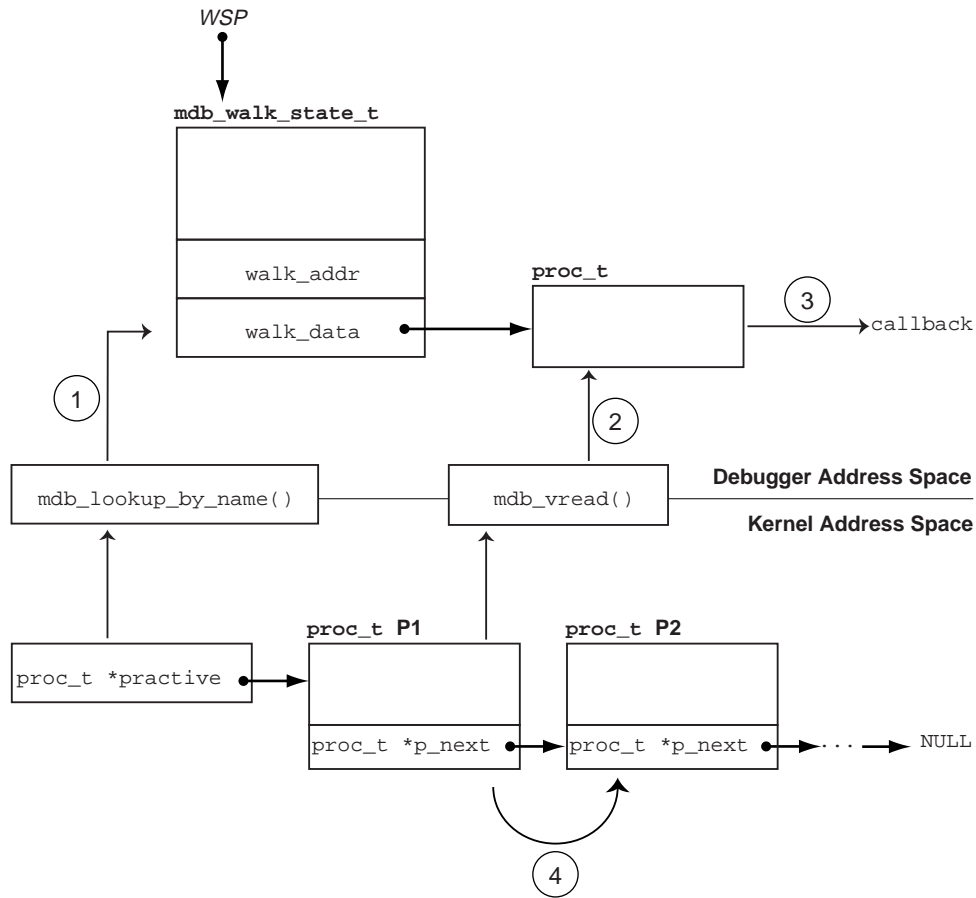 WSP
mdb_walk_state_t
walk_addr
walk_data
proc_t
3
callback
1
2
mdb_lookup_by_name()
mdb_vread()
Debugger Address Space
Kernel Address Space
proc_t P1
proc_t P2
proc_t *practive
proc_t *p_next
proc_t *p_next
...
NULL
4